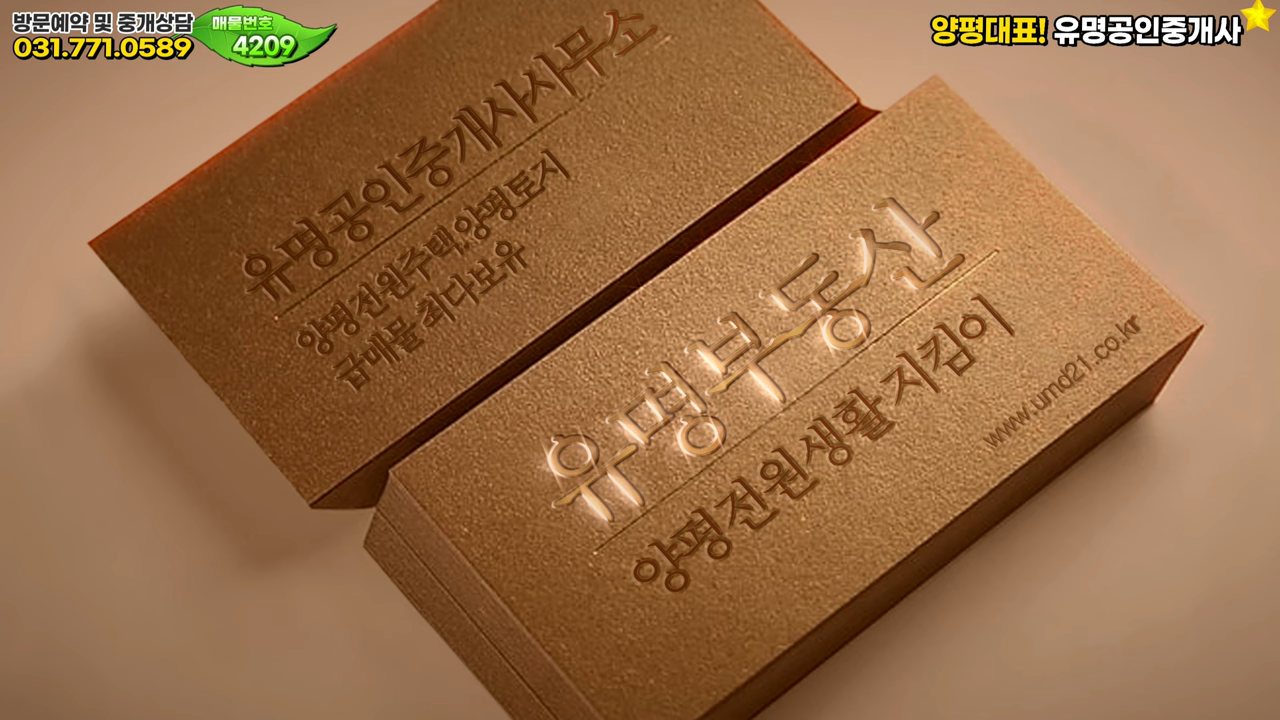 방문예약 및 중개상담
031.771.0589
매물번호
4209
양평대표! 유명공인중개사
유명공인중개사사무소
양평전원주택,양평토지
급매물 최다보유
유명부동산
양평전원생활 지킴이
www.umd21.co.kr